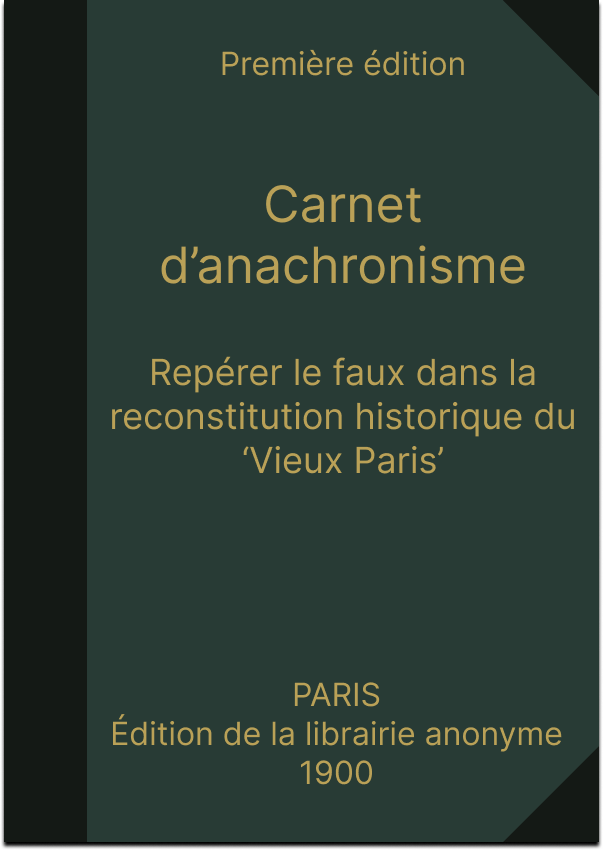 Première édition
Carnet
d’anachronisme
Repérer le faux dans la
reconstitution historique du
‘Vieux Paris’
PARIS
Édition de la librairie anonyme
1900